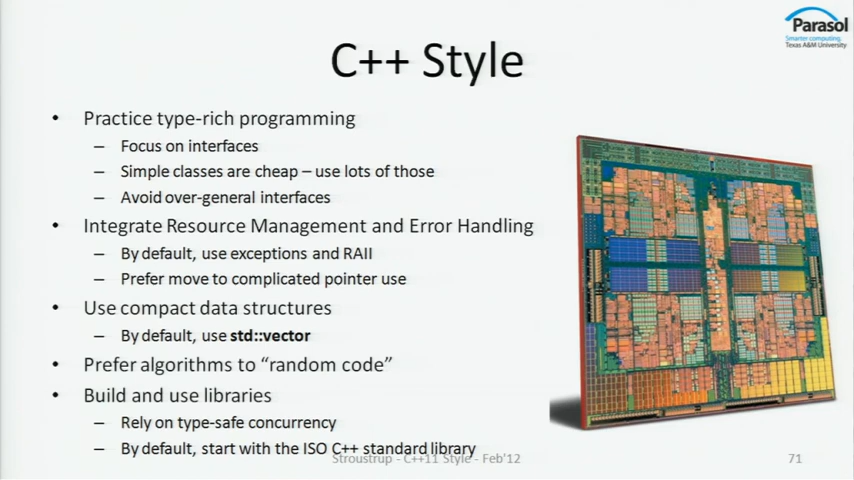 Parasol
Smarter computing.
Texas A&M University
C++ Style
• Practice type-rich programming
– Focus on interfaces
– Simple classes are cheap – use lots of those
– Avoid over-general interfaces
• Integrate Resource Management and Error Handling
– By default, use exceptions and RAII
– Prefer move to complicated pointer use
• Use compact data structures
– By default, use std::vector
• Prefer algorithms to “random code”
• Build and use libraries
– Rely on type-safe concurrency
– By default, start with the ISO C++ standard library
Stroustrup - C++11 Style - Feb'12
71